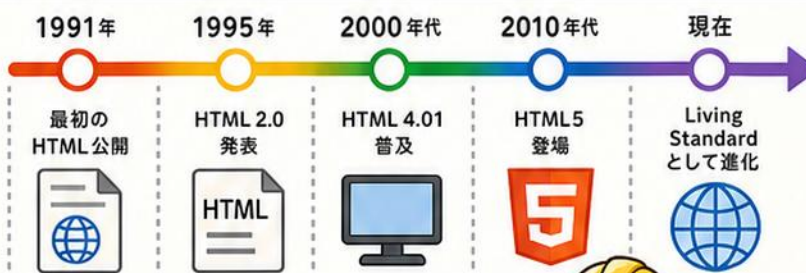 1991年
1995年
2000年代
2010年代
現在
最初の
HTML公開
HTML 2.0
発表
HTML 4.01
普及
HTML5
登場
Living
Standard
として進化
HTML
5